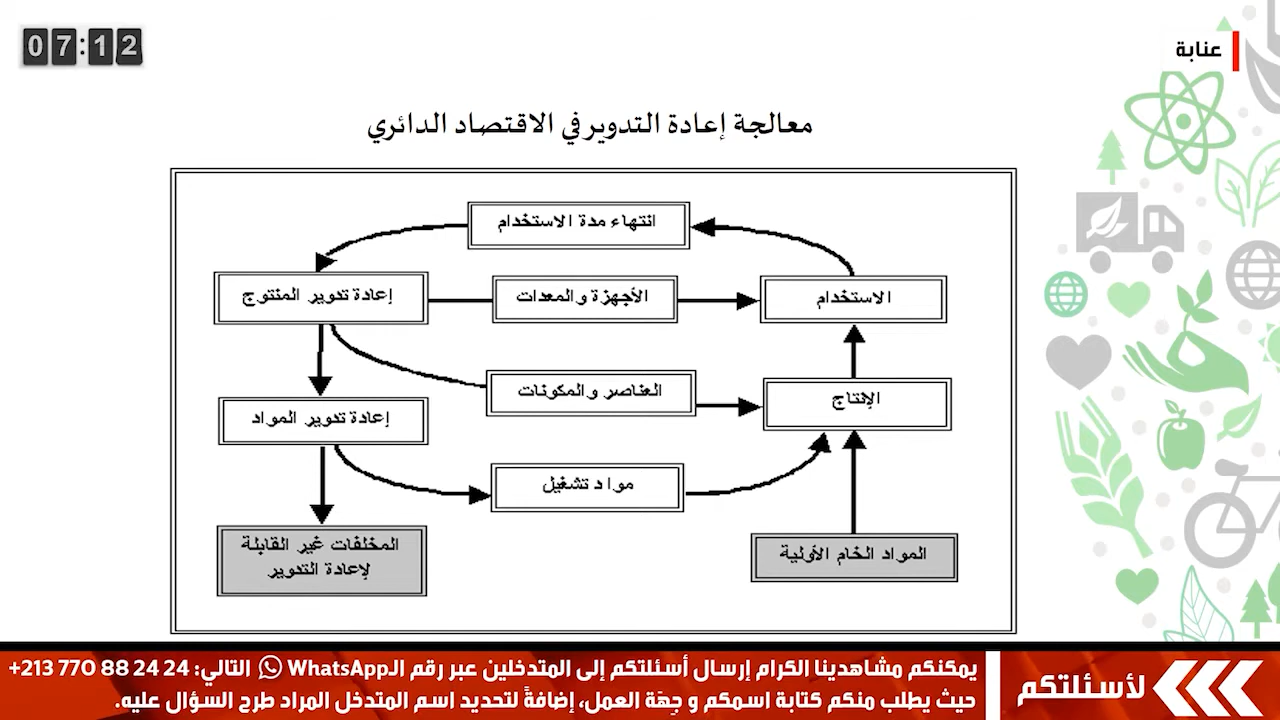 07:12
عنابة
معالجة إعادة التدوير في الاقتصاد الدائري
انتهاء مدة الاستخدام
إعادة تدوير المنتوج
الأجهزة والمعدات
الاستخدام
العناصر والمكونات
الإنتاج
إعادة تدوير المواد
مواد تشغيل
المخلفات غير القابلة
لإعادة التدوير
المواد الخام الأولية
لأسئلتكم
يمكنكم مشاهدينا الكرام إرسال أسئلتكم إلى المتدخلين عبر رقم الـWhatsApp التالي: 24 24 88 770 213+
حيث يطلب منكم كتابة اسمكم و جِهَة العمل، إضافةً لتحديد اسم المتدخل المراد طرح السؤال عليه.